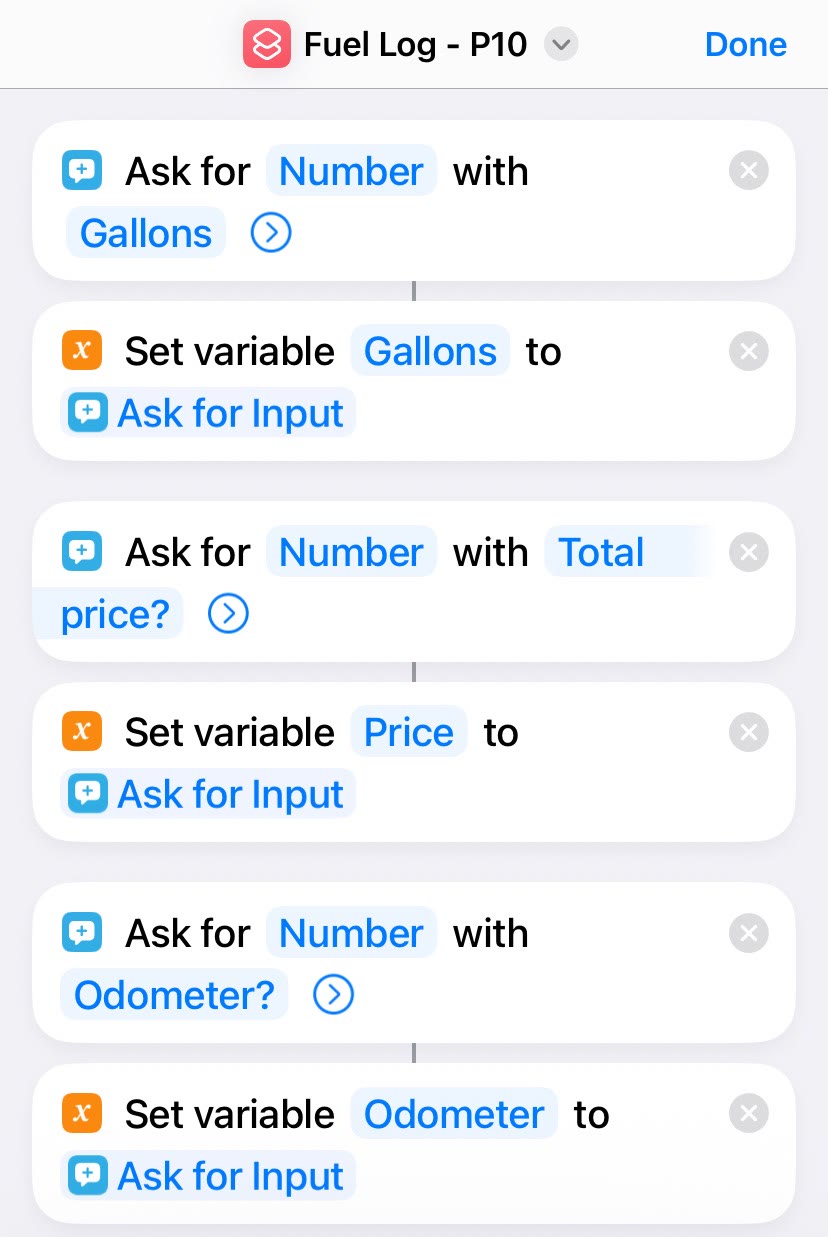 Fuel Log - P10
Done
Ask for Number with
Gallons
Set variable Gallons to
Ask for Input
Ask for Number with Total
price?
Set variable Price to
Ask for Input
Ask for Number with
Odometer?
Set variable Odometer to
Ask for Input